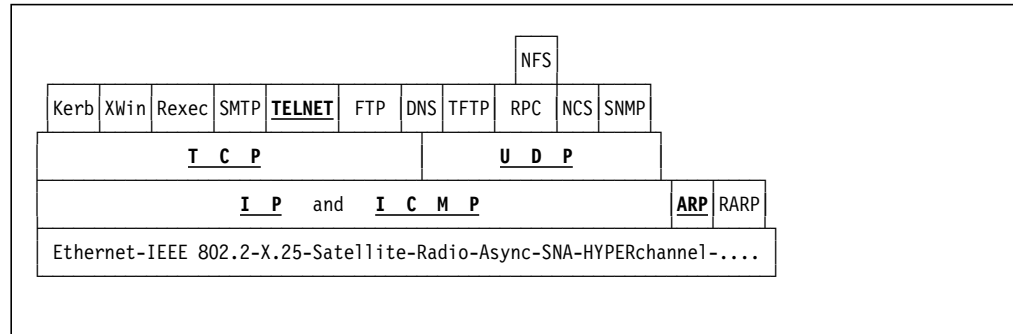 NFS
Kerb XWin Rexec SMTP TELNET FTP DNS TFTP RPC NCS SNMP
T C P U D P
I P and I C M P ARP RARP
Ethernet-IEEE 802.2-X.25-Satellite-Radio-Async-SNA-HYPERchannel-....